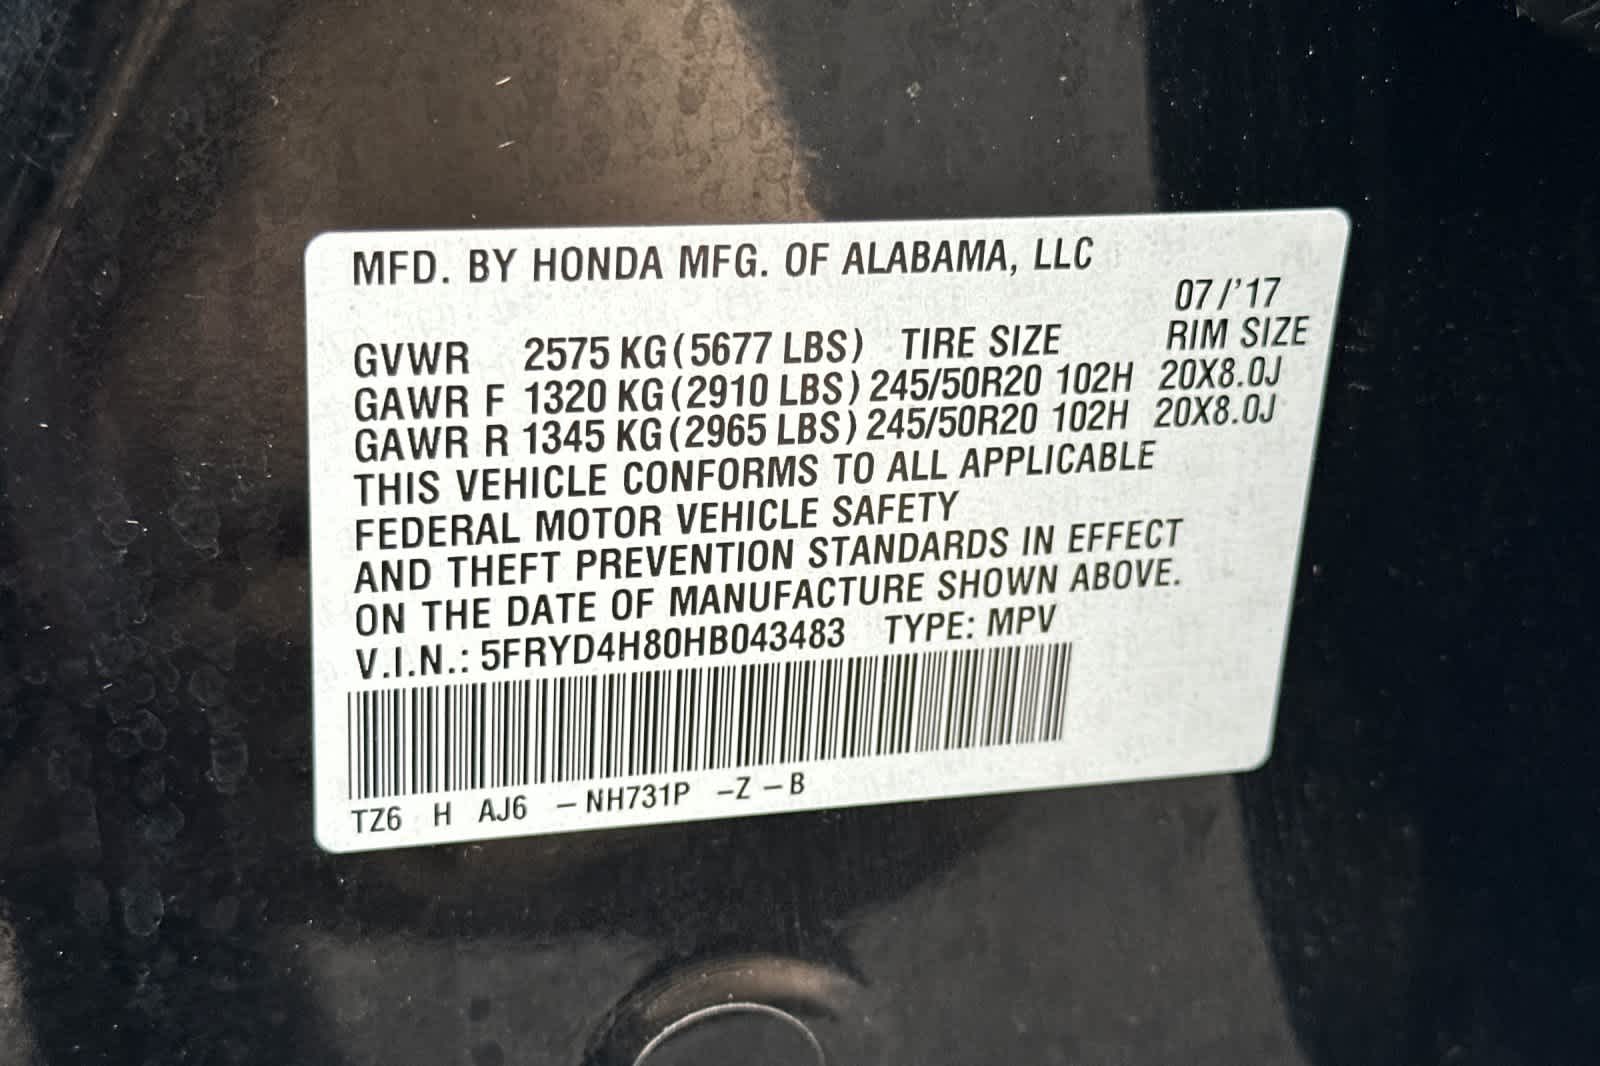 MFD. BY HONDA MFG. OF ALABAMA, LLC
07/'17
GVWR 2575 KG (5677 LBS) TIRE SIZE RIM SIZE
GAWR F 1320 KG (2910 LBS) 245/50R20 102H 20X8.0J
GAWR R 1345 KG (2965 LBS) 245/50R20 102H 20X8.0J
THIS VEHICLE CONFORMS TO ALL APPLICABLE
FEDERAL MOTOR VEHICLE SAFETY
AND THEFT PREVENTION STANDARDS IN EFFECT
ON THE DATE OF MANUFACTURE SHOWN ABOVE.
V.I.N.: 5FRYD4H80HB043483 TYPE: MPV
TZ6 H AJ6 – NH731P –Z – B